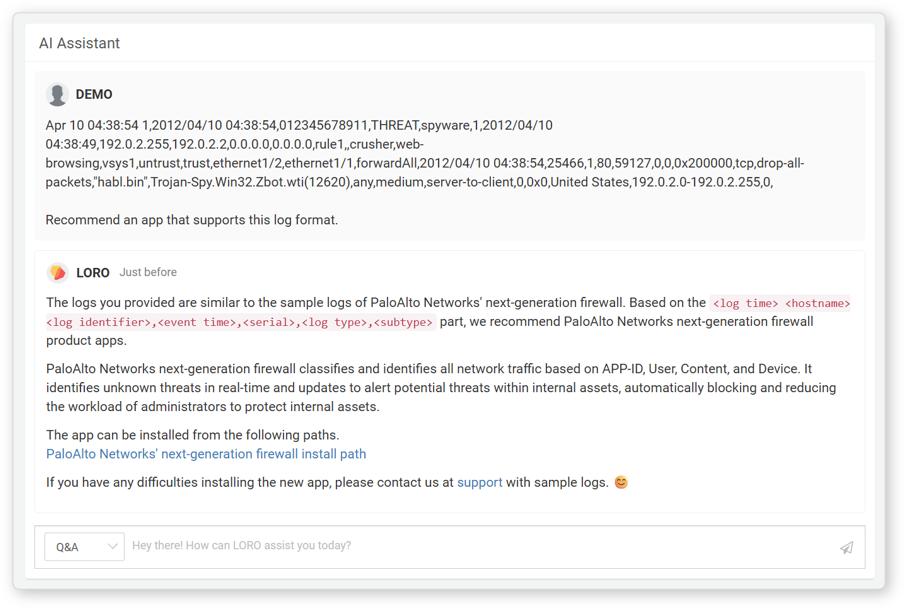 AI Assistant
DEMO
Apr 10 04:38:54 1,2012/04/10 04:38:54,012345678911,THREAT,spyware,1,2012/04/10
04:38:49,192.0.2.255,192.0.2.2,0.0.0.0,0.0.0.0,rule1,,crusher,web-
browsing,vsys1,untrust,trust,ethernet1/2,ethernet1/1,forwardAll,2012/04/10 04:38:54,25466,1,80,59127,0,0,0x200000,tcp,drop-all-
packets,"habl.bin",Trojan-Spy.Win32.Zbot.wti(12620),any,medium,server-to-client,0,0x0,United States,192.0.2.0-192.0.2.255,0,
Recommend an app that supports this log format.
LORO Just before
The logs you provided are similar to the sample logs of PaloAlto Networks' next-generation firewall. Based on the <log time> <hostname>
<log identifier>,<event time>,<serial>,<log type>,<subtype> part, we recommend PaloAlto Networks next-generation firewall
product apps.
PaloAlto Networks next-generation firewall classifies and identifies all network traffic based on APP-ID, User, Content, and Device. It
identifies unknown threats in real-time and updates to alert potential threats within internal assets, automatically blocking and reducing
the workload of administrators to protect internal assets.
The app can be installed from the following paths.
PaloAlto Networks' next-generation firewall install path
If you have any difficulties installing the new app, please contact us at support with sample logs. 😊
Q&A Hey there! How can LORO assist you today?